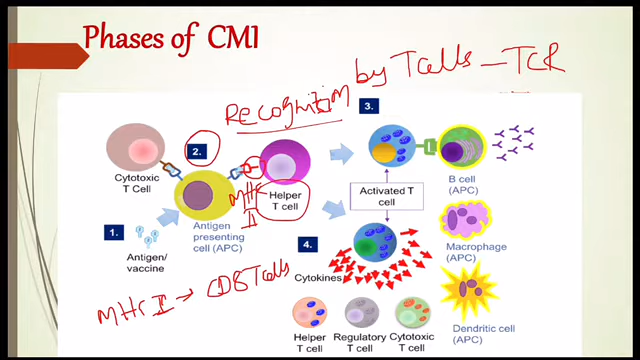 Phases of CMI
Recognition by T cells – TCR
3.
2.
Cytotoxic
T Cell
MHC
II
Helper
T cell
B cell
(APC)
Activated T
cell
1.
Antigen
presenting
cell (APC)
Antigen/
vaccine
4.
Cytokines
Macrophage
(APC)
MHC I → CD8 T cells
Helper
T cell
Regulatory
T Cell
Cytotoxic
T cell
Dendritic cell
(APC)